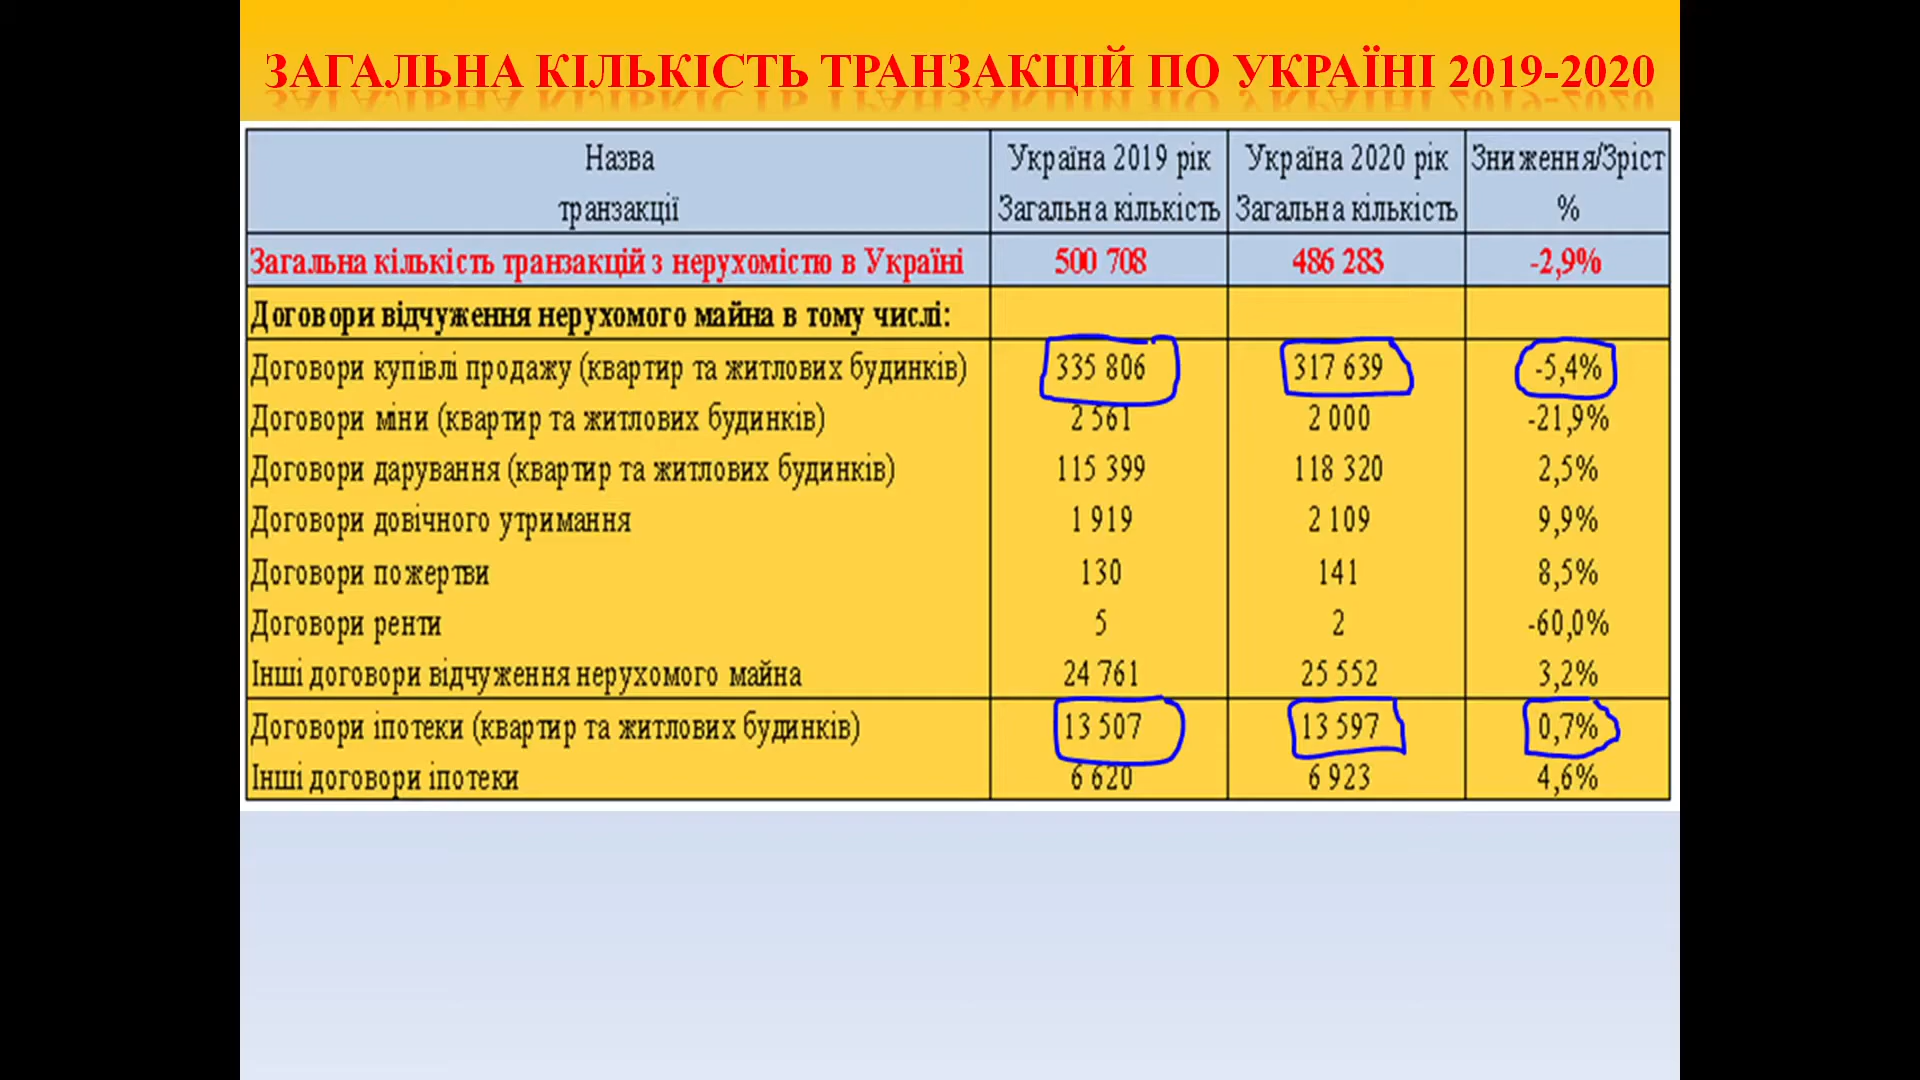 ЗАГАЛЬНА КІЛЬКІСТЬ ТРАНЗАКЦІЙ ПО УКРАЇНІ 2019-2020
Назва транзакції Україна 2019 рік Загальна кількість Україна 2020 рік Загальна кількість Зниження/Зріст %
Загальна кількість транзакцій з нерухомістю в Україні 500 708 486 283 -2,9%
Договори відчуження нерухомого майна в тому числі:
Договори купівлі продажу (квартир та житлових будинків) 335 806 317 639 -5,4%
Договори міни (квартир та житлових будинків) 2 561 2 000 -21,9%
Договори дарування (квартир та житлових будинків) 115 399 118 320 2,5%
Договори довічного утримання 1 919 2 109 9,9%
Договори пожертви 130 141 8,5%
Договори ренти 5 2 -60,0%
Інші договори відчуження нерухомого майна 24 761 25 552 3,2%
Договори іпотеки (квартир та житлових будинків) 13 507 13 597 0,7%
Інші договори іпотеки 6 620 6 923 4,6%